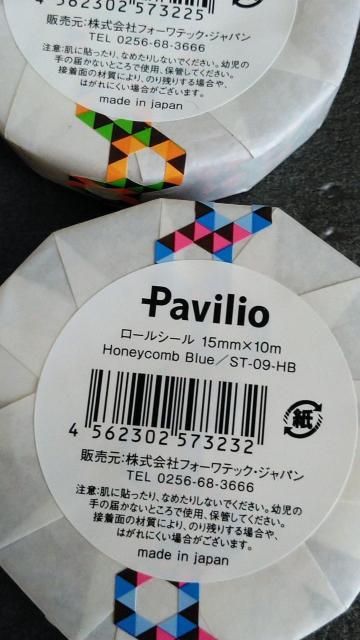 4 562302 573225
販売元:株式会社フォーワテック・ジャパン
TEL 0256-68-3666
注意:肌に貼ったり、なめたりしないでください。幼児の
手の届かないところで使用、保管してください。
接着面の材質により、のり残りする場合や、
はがれにくい場合がございます。
made in japan
Pavilio
ロールシール 15mm×10m
Honeycomb Blue／ST-09-HB
4 562302 573232
紙
販売元:株式会社フォーワテック・ジャパン
TEL 0256-68-3666
注意:肌に貼ったり、なめたりしないでください。幼児の
手の届かないところで使用、保管してください。
接着面の材質により、のり残りする場合や、
はがれにくい場合がございます。
made in japan